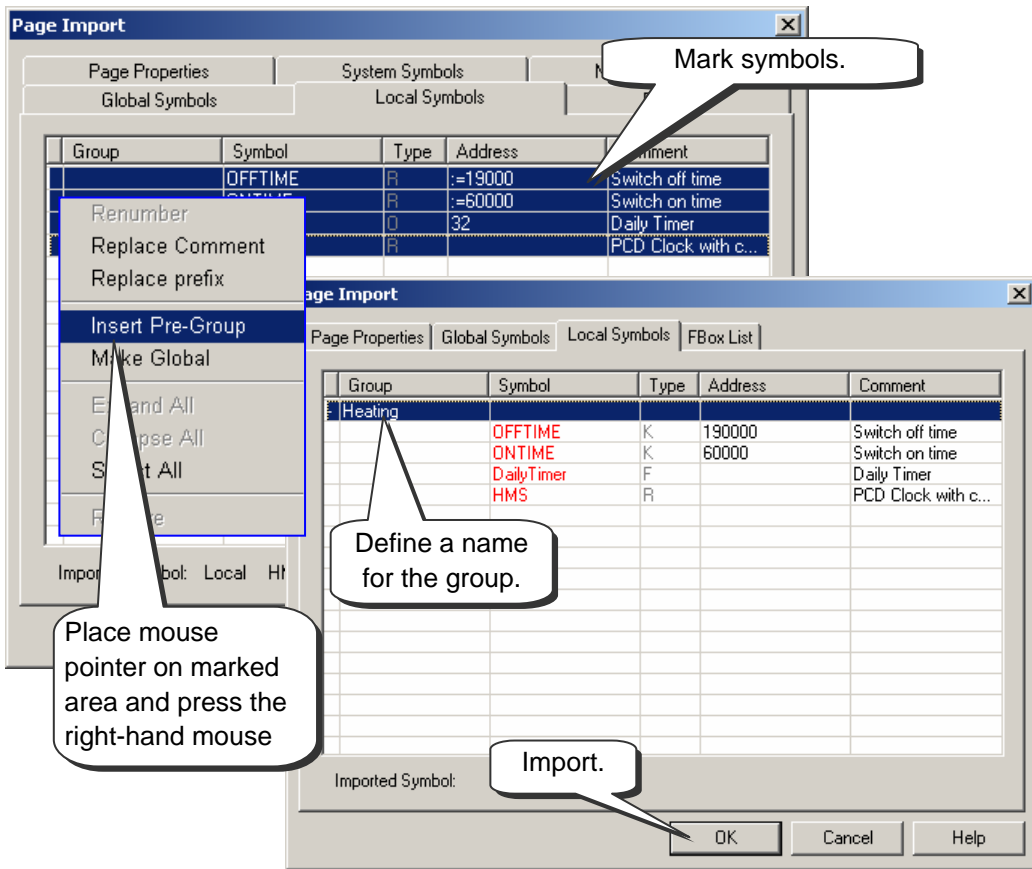 Page Import
Mark symbols.
Page Properties System Symbols
Global Symbols Local Symbols
Group Symbol Type Address
OFFTIME R :=19000 Switch off time
R :=60000 Switch on time
O 32 Daily Timer
R PCD Clock with c...
Renumber
Replace Comment
Replace prefix
Insert Pre-Group
Make Global
All
All
All
Local
Place mouse
pointer on marked
area and press the
right-hand mouse
Import
Page Properties Global Symbols Local Symbols FBox List
Group Symbol Type Address Comment
Heating
OFFTIME K 190000 Switch off time
ONTIME K 60000 Switch on time
DailyTimer F Daily Timer
HMS R PCD Clock with c...
Define a name
for the group.
Imported Symbol:
Import.
OK Cancel Help